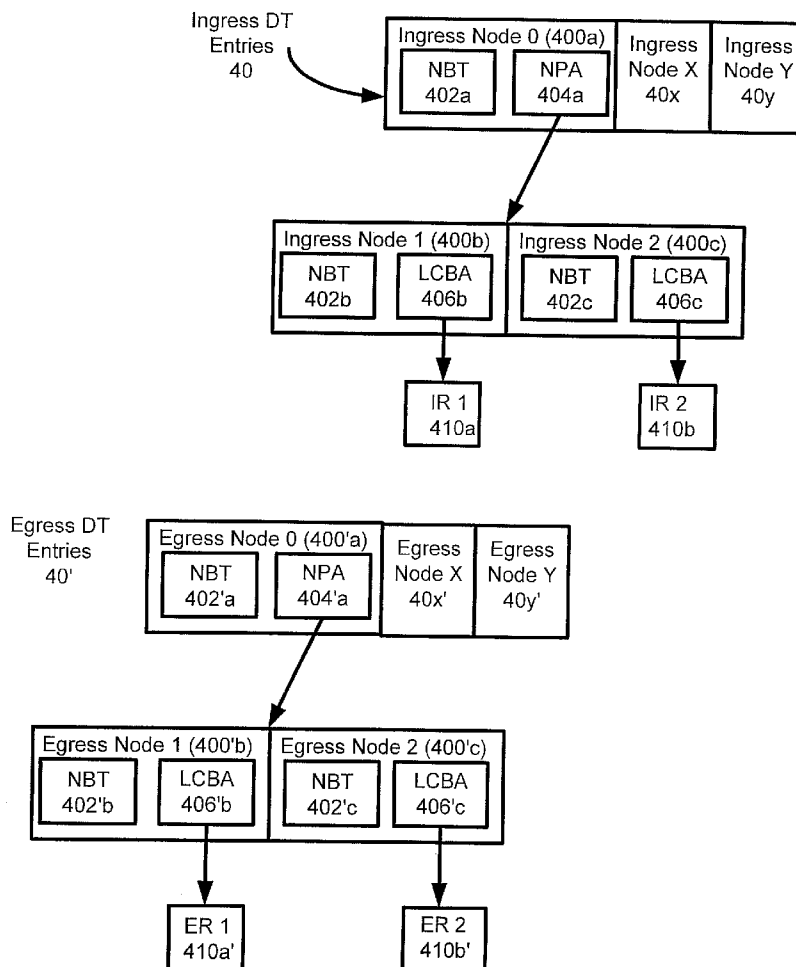 Ingress DT
Entries
40
Ingress Node 0 (400a)
NBT
402a
NPA
404a
Ingress
Node X
40x
Ingress
Node Y
40y
Ingress Node 1 (400b)
NBT
402b
LCBA
406b
Ingress Node 2 (400c)
NBT
402c
LCBA
406c
IR 1
410a
IR 2
410b
Egress DT
Entries
40'
Egress Node 0 (400'a)
NBT
402'a
NPA
404'a
Egress
Node X
40x'
Egress
Node Y
40y'
Egress Node 1 (400'b)
NBT
402'b
LCBA
406'b
Egress Node 2 (400'c)
NBT
402'c
LCBA
406'c
ER 1
410a'
ER 2
410b'